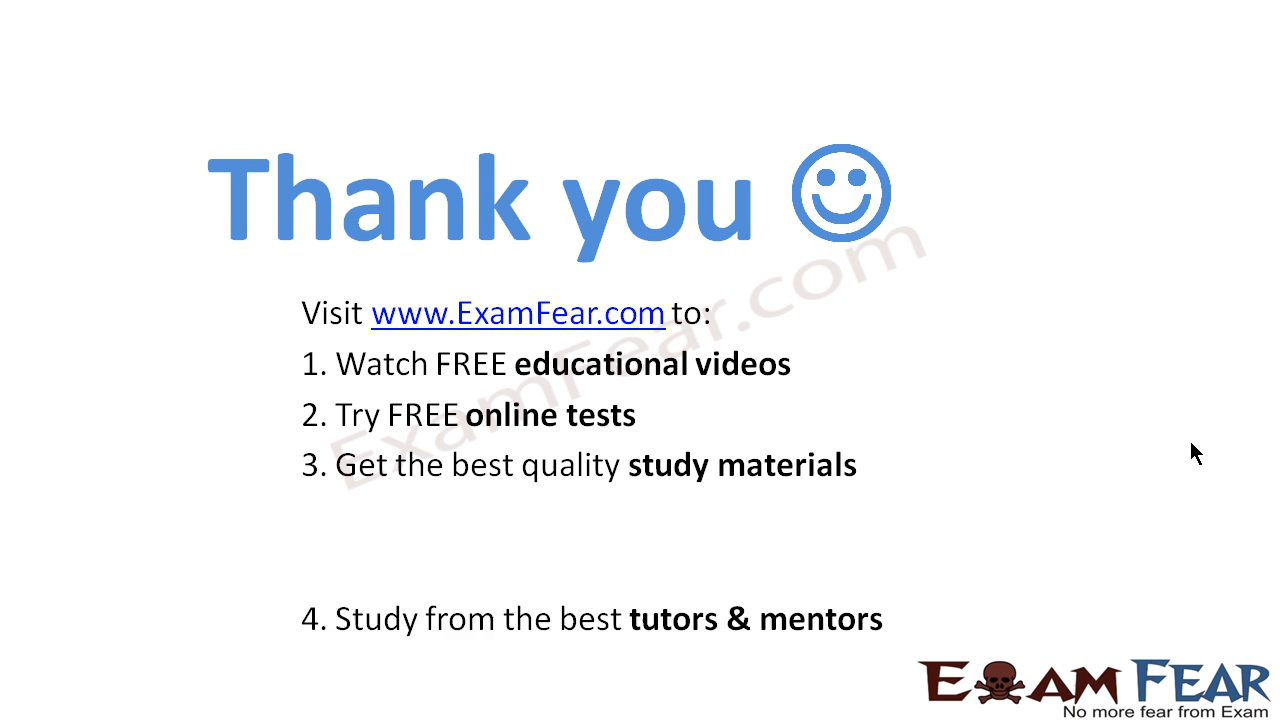 Thank you
Visit www.ExamFear.com to:
1. Watch FREE educational videos
2. Try FREE online tests
3. Get the best quality study materials
4. Study from the best tutors & mentors
ExamFear.com
EXAM FEAR
No more fear from Exam